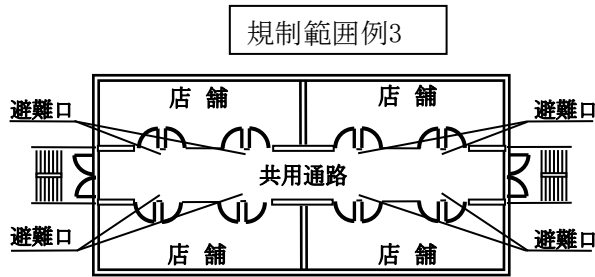 規制範囲例3
店 舗
店 舗
避難口
避難口
共用通路
避難口
避難口
店 舗
店 舗